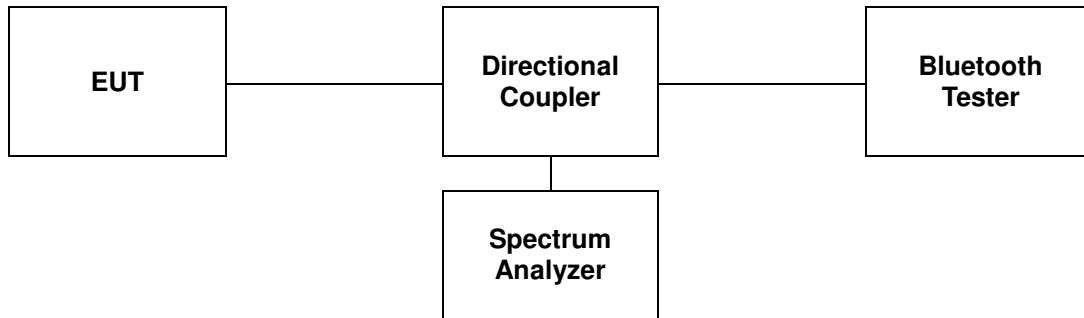 EUT
Directional
Coupler
Bluetooth
Tester
Spectrum
Analyzer